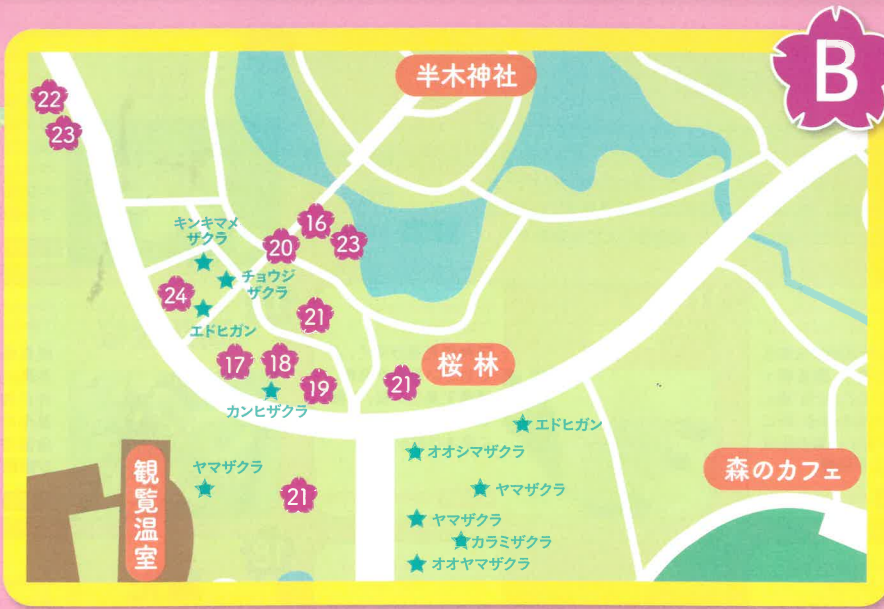 B
半木神社
22
23
キンキマメ
ザクラ
16
20
23
チョウジ
ザクラ
24
エドヒガン
21
17
18
19
カンヒザクラ
21
桜林
エドヒガン
オオシマザクラ
観覧温室
ヤマザクラ
21
ヤマザクラ
森のカフェ
ヤマザクラ
カラミザクラ
オオヤマザクラ